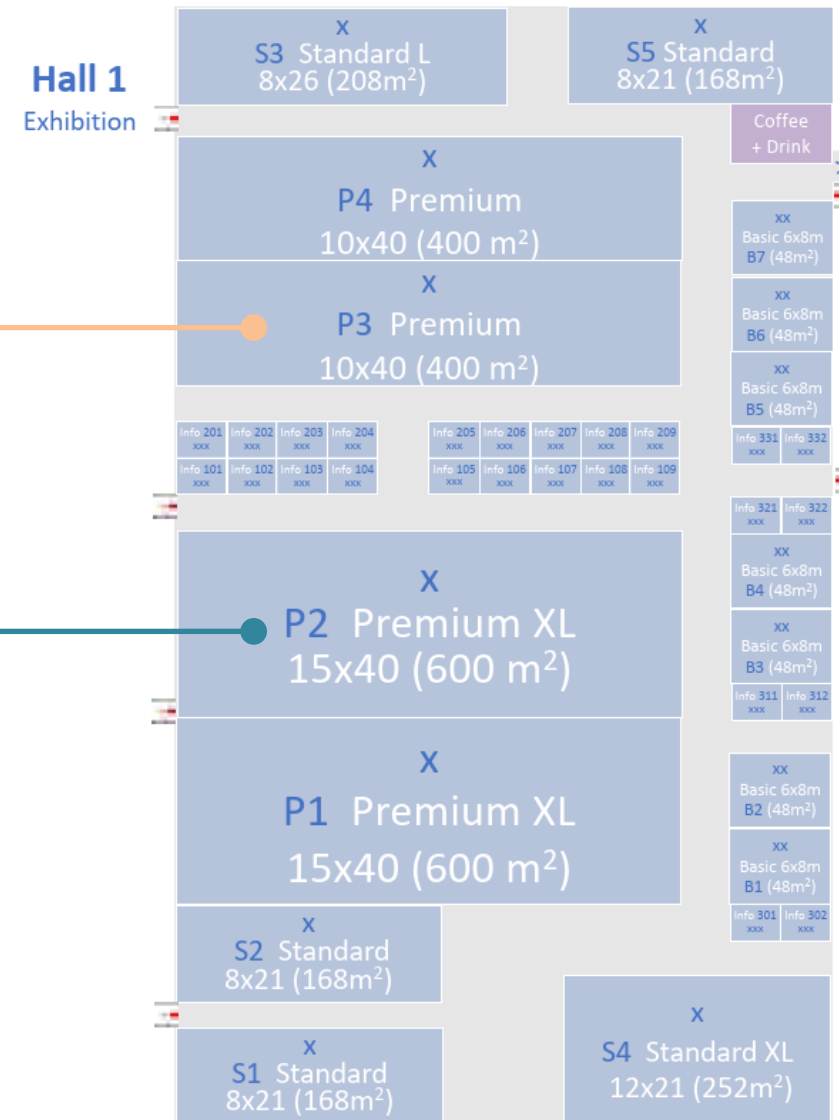 Hall 1
Exhibition
X
S3 Standard L
8x26 (208m²)
X
S5 Standard
8x21 (168m²)
Coffee
+ Drink
X
P4 Premium
10x40 (400 m²)
X
P3 Premium
10x40 (400 m²)
xx
Basic 6x8m
B7 (48m²)
xx
Basic 6x8m
B6 (48m²)
xx
Basic 6x8m
B5 (48m²)
Info 331 Info 332
xxx xxx
Info 201 Info 202 Info 203 Info 204 Info 205 Info 206 Info 207 Info 208 Info 209
xxx xxx xxx xxx xxx xxx xxx xxx xxx
Info 101 Info 102 Info 103 Info 104 Info 105 Info 106 Info 107 Info 108 Info 109
xxx xxx xxx xxx xxx xxx xxx xxx xxx
Info 321 Info 322
xxx xxx
xx
Basic 6x8m
B4 (48m²)
xx
Basic 6x8m
B3 (48m²)
Info 311 Info 312
xxx xxx
X
P2 Premium XL
15x40 (600 m²)
X
P1 Premium XL
15x40 (600 m²)
xx
Basic 6x8m
B2 (48m²)
xx
Basic 6x8m
B1 (48m²)
Info 301 Info 302
xxx xxx
X
S2 Standard
8x21 (168m²)
X
S1 Standard
8x21 (168m²)
X
S4 Standard XL
12x21 (252m²)